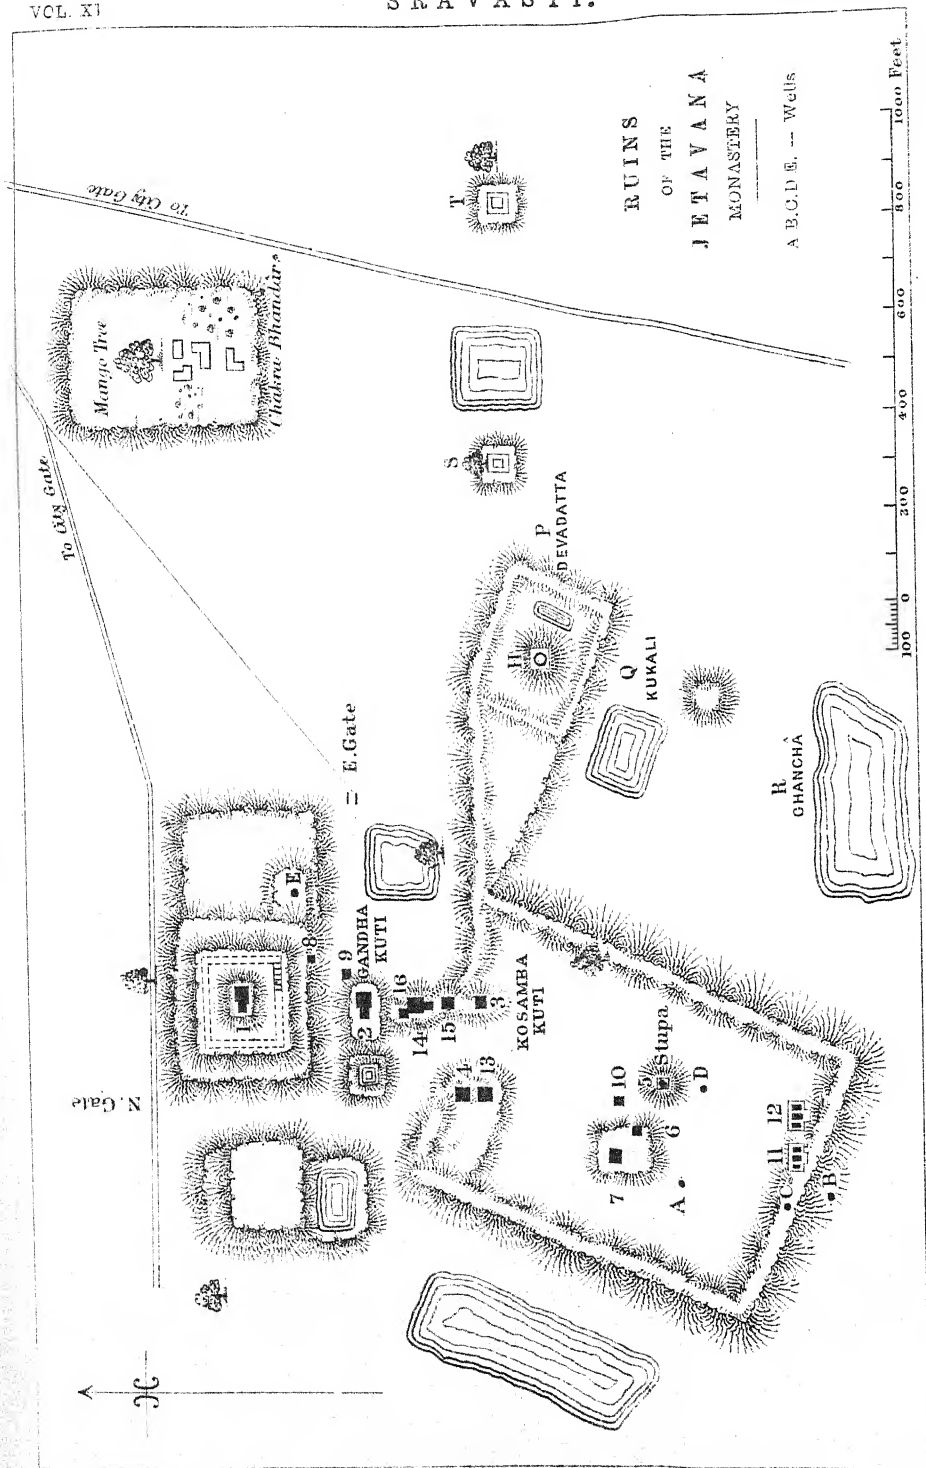 VOL. XI
SRAVASTI.
RUINS
OF THE
JETAVANA
MONASTERY
A B.C.D.E. — Wells
To City Gate
Mango Tree
Chakra Bhandar
To City Gate
T
S
P
DEVADATTA
H
Q
KUKALI
R
GHANCHÀ
= E.Gate
E
1
8
9
GANDHA
KUTI
2
16
14
15
3
KOSAMBA
KUTI
4
13
N. Gate
10
5
Stupa
D
6
7
A
11
12
C
B
100 0 200 400 600 800 1000 Feet